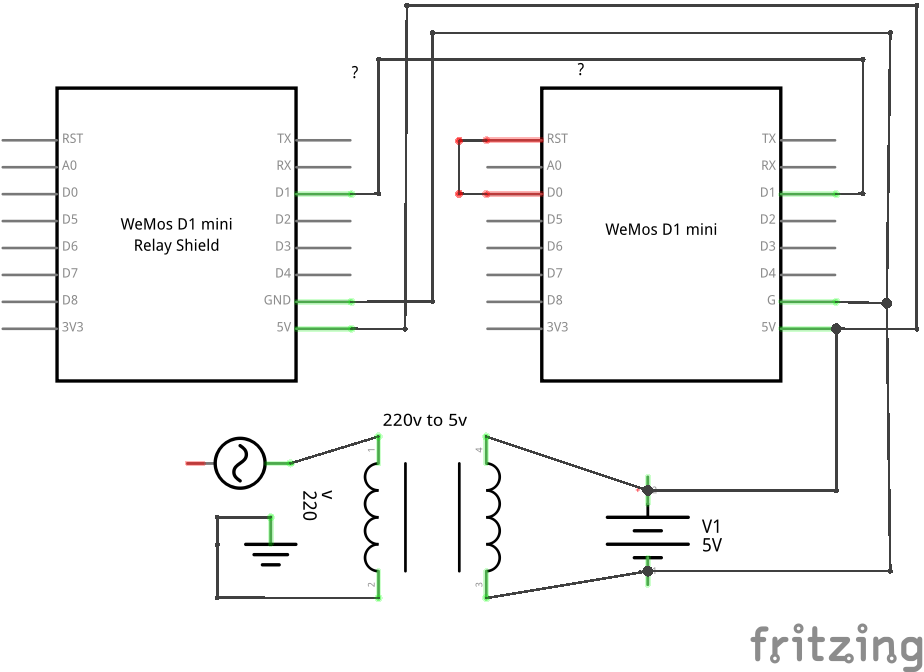 ?
?
RST
A0
D0
D5
D6
D7
D8
3V3
TX
RX
D1
D2
D3
D4
GND
5V
WeMos D1 mini
Relay Shield
RST
A0
D0
D5
D6
D7
D8
3V3
TX
RX
D1
D2
D3
D4
G
5V
WeMos D1 mini
220v to 5v
1
2
4
3
v
220
V1
5V
fritzing